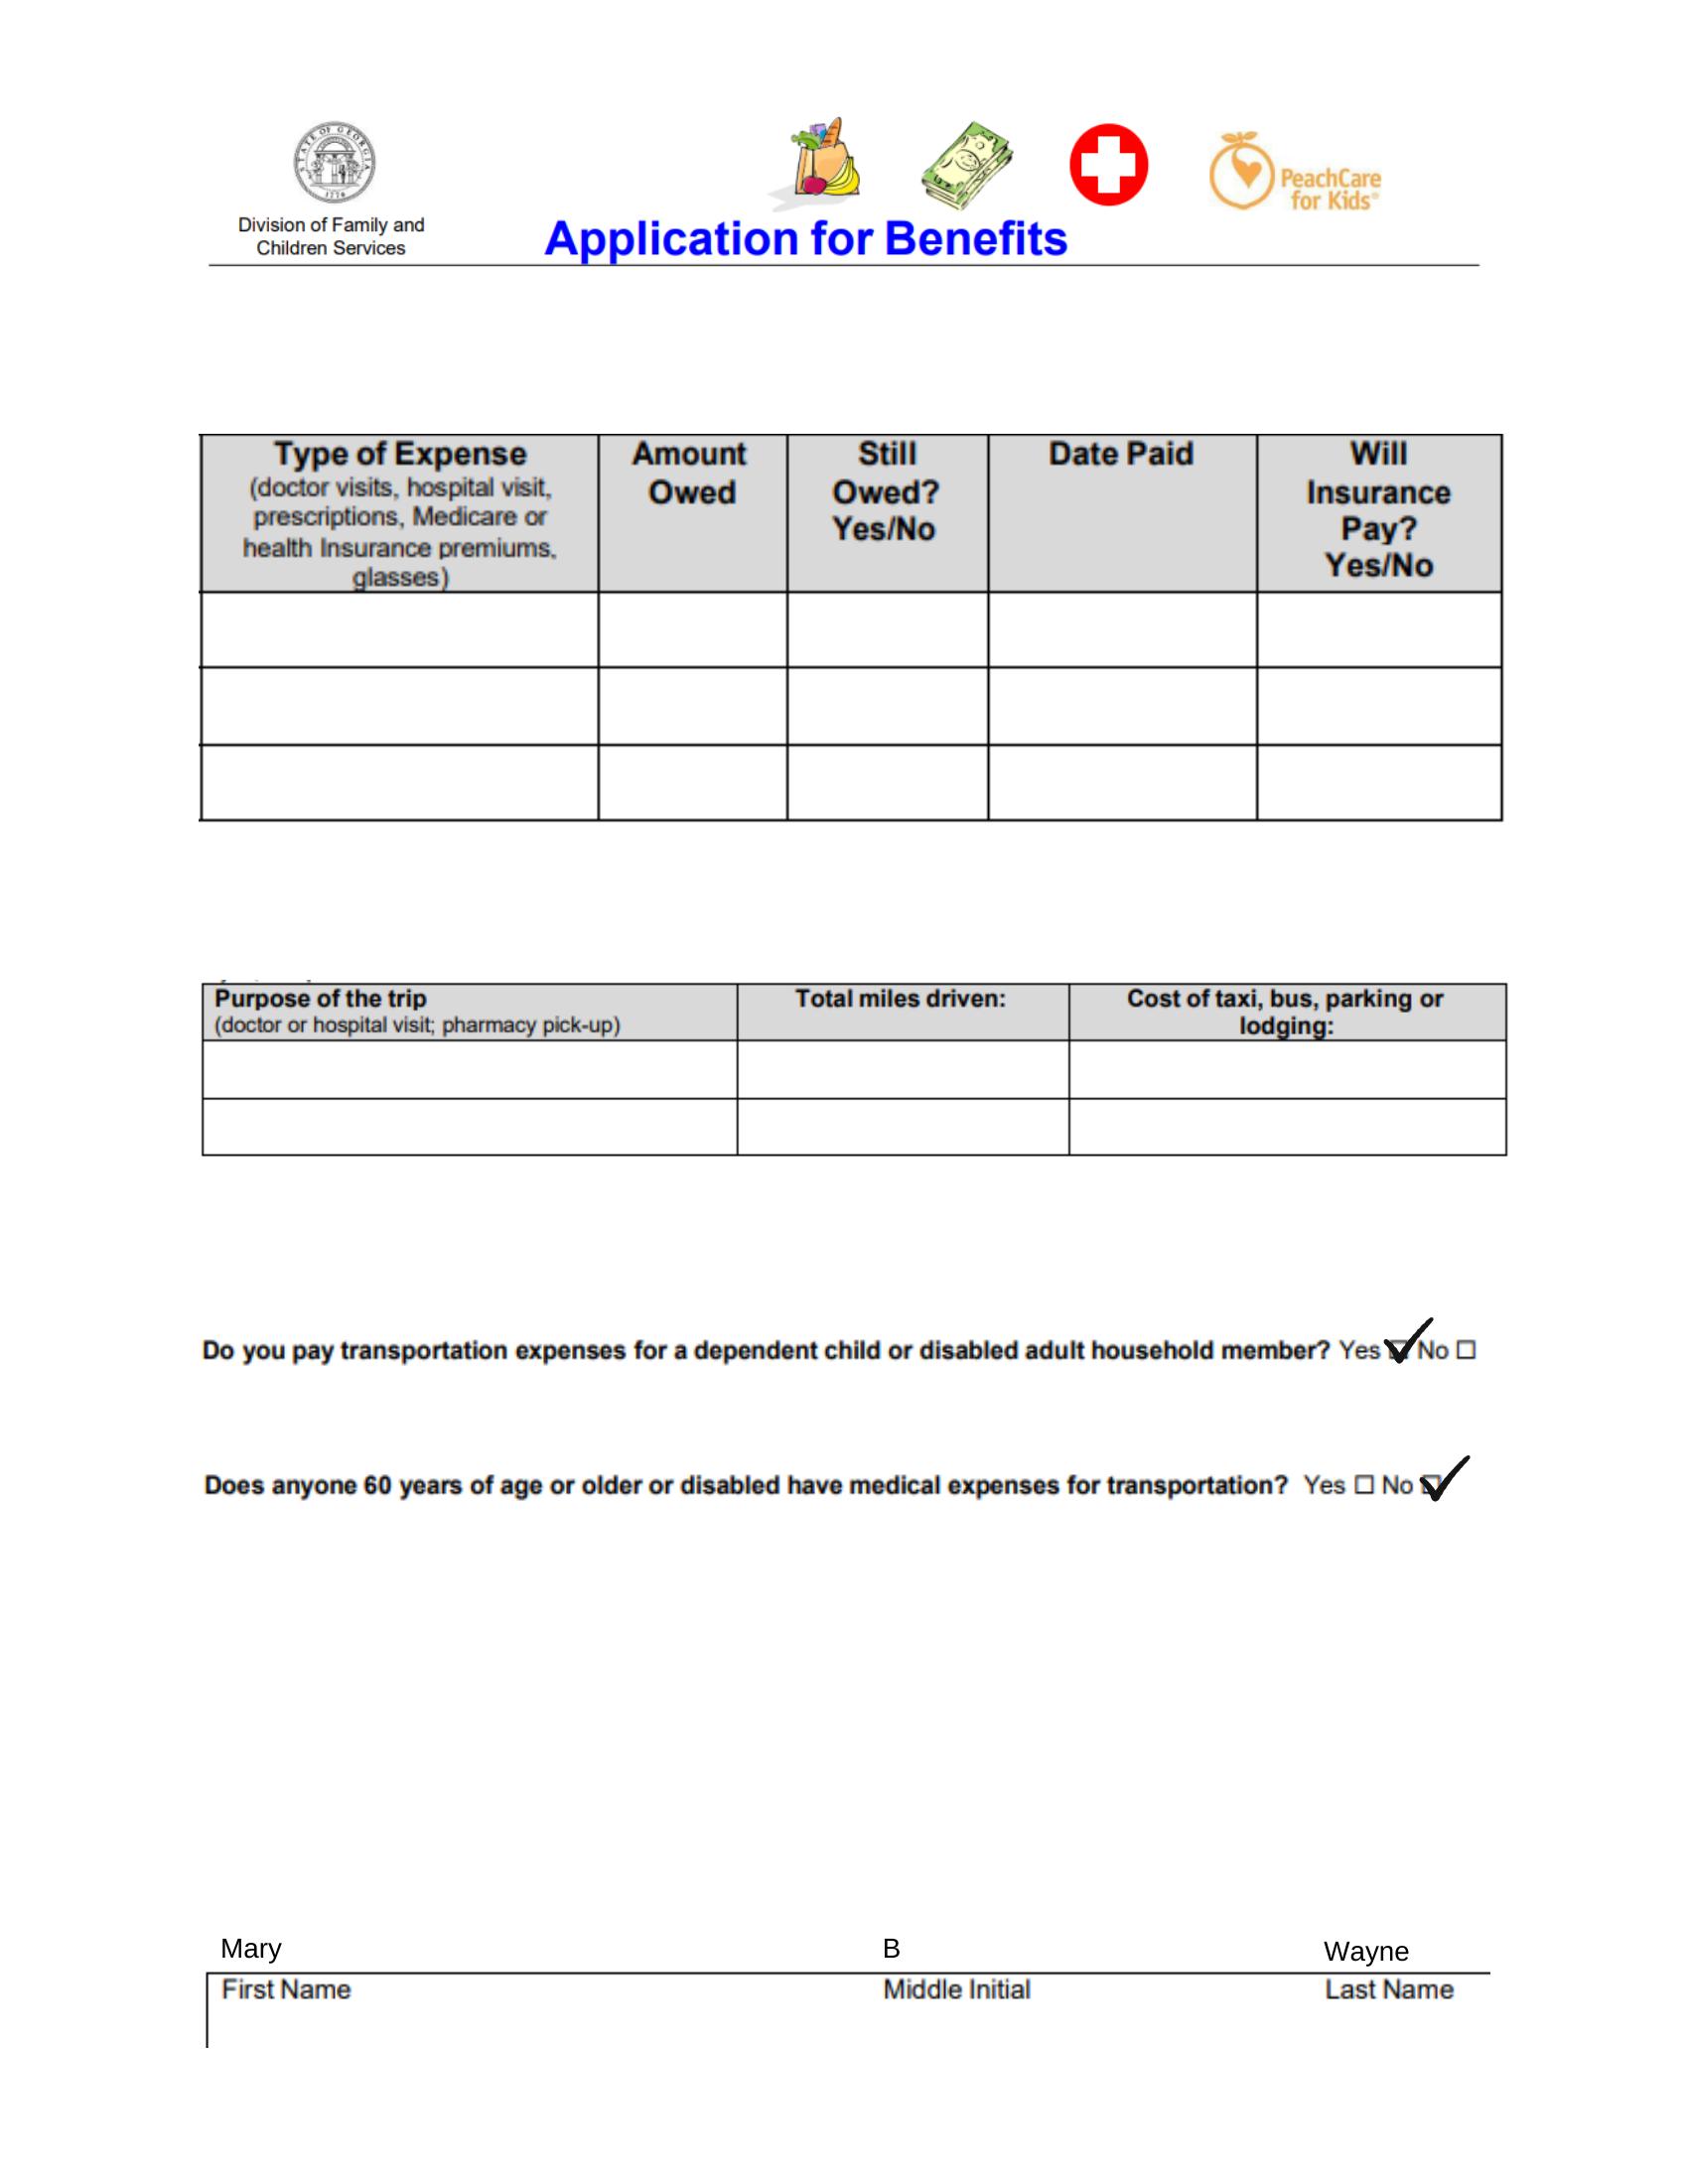 STATE OF GEORGIA
1776
PeachCare
for Kids®
Division of Family and
Children Services
Application for Benefits
Type of Expense
(doctor visits, hospital visit,
prescriptions, Medicare or
health Insurance premiums,
glasses)
Amount
Owed
Still
Owed?
Yes/No
Date Paid
Will
Insurance
Pay?
Yes/No
Purpose of the trip
(doctor or hospital visit; pharmacy pick-up)
Total miles driven:
Cost of taxi, bus, parking or
lodging:
Do you pay transportation expenses for a dependent child or disabled adult household member? Yes ☑ No ☐
Does anyone 60 years of age or older or disabled have medical expenses for transportation? Yes ☐ No ☑
Mary B Wayne
First Name Middle Initial Last Name